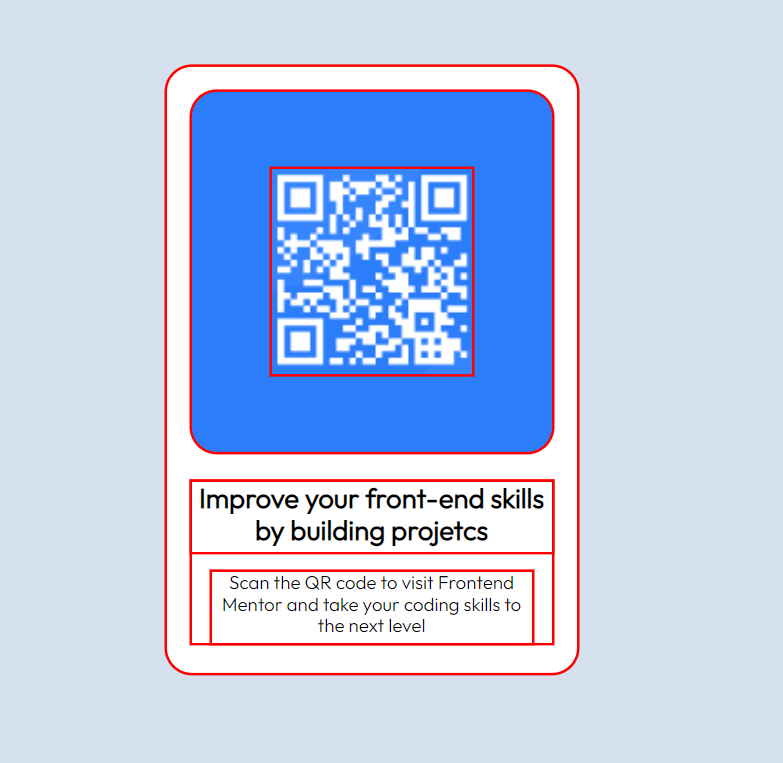 Improve your front-end skills
by building projetcs
Scan the QR code to visit Frontend
Mentor and take your coding skills to
the next level